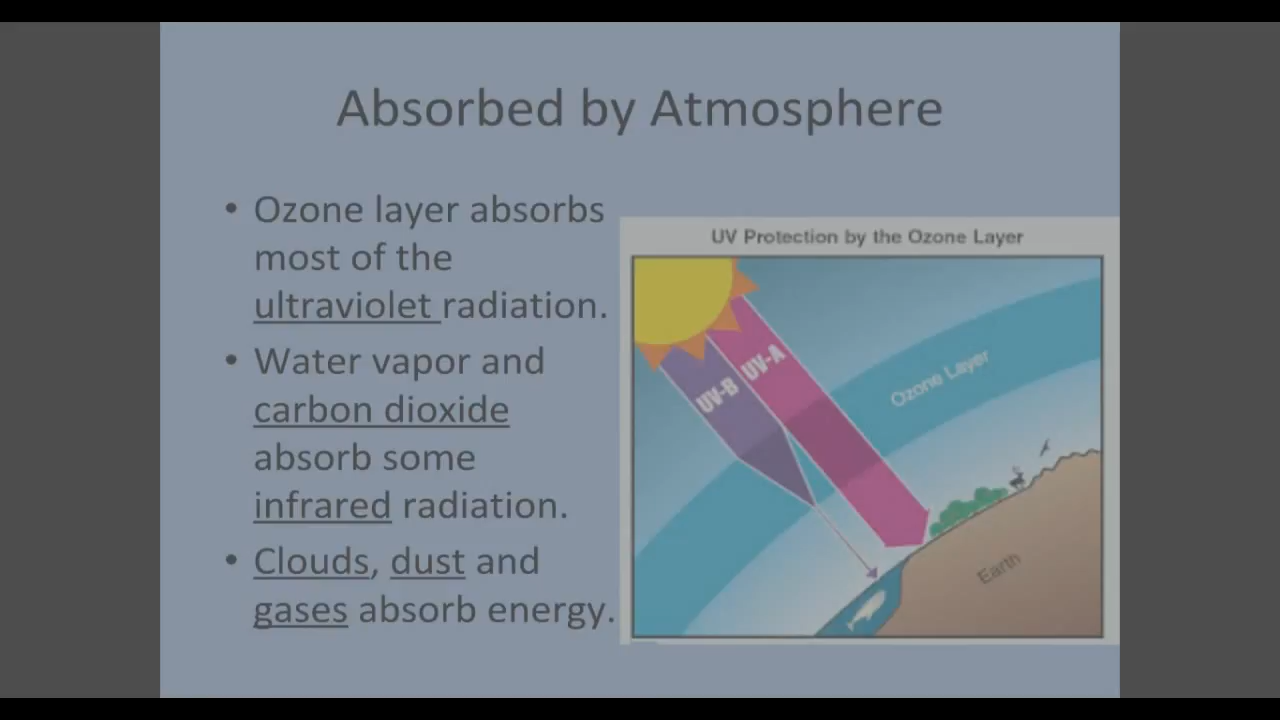 Absorbed by Atmosphere
• Ozone layer absorbs
most of the
ultraviolet radiation.
• Water vapor and
carbon dioxide
absorb some
infrared radiation.
• Clouds, dust and
gases absorb energy.
UV Protection by the Ozone Layer
UV-B
UV-A
Ozone Layer
Earth